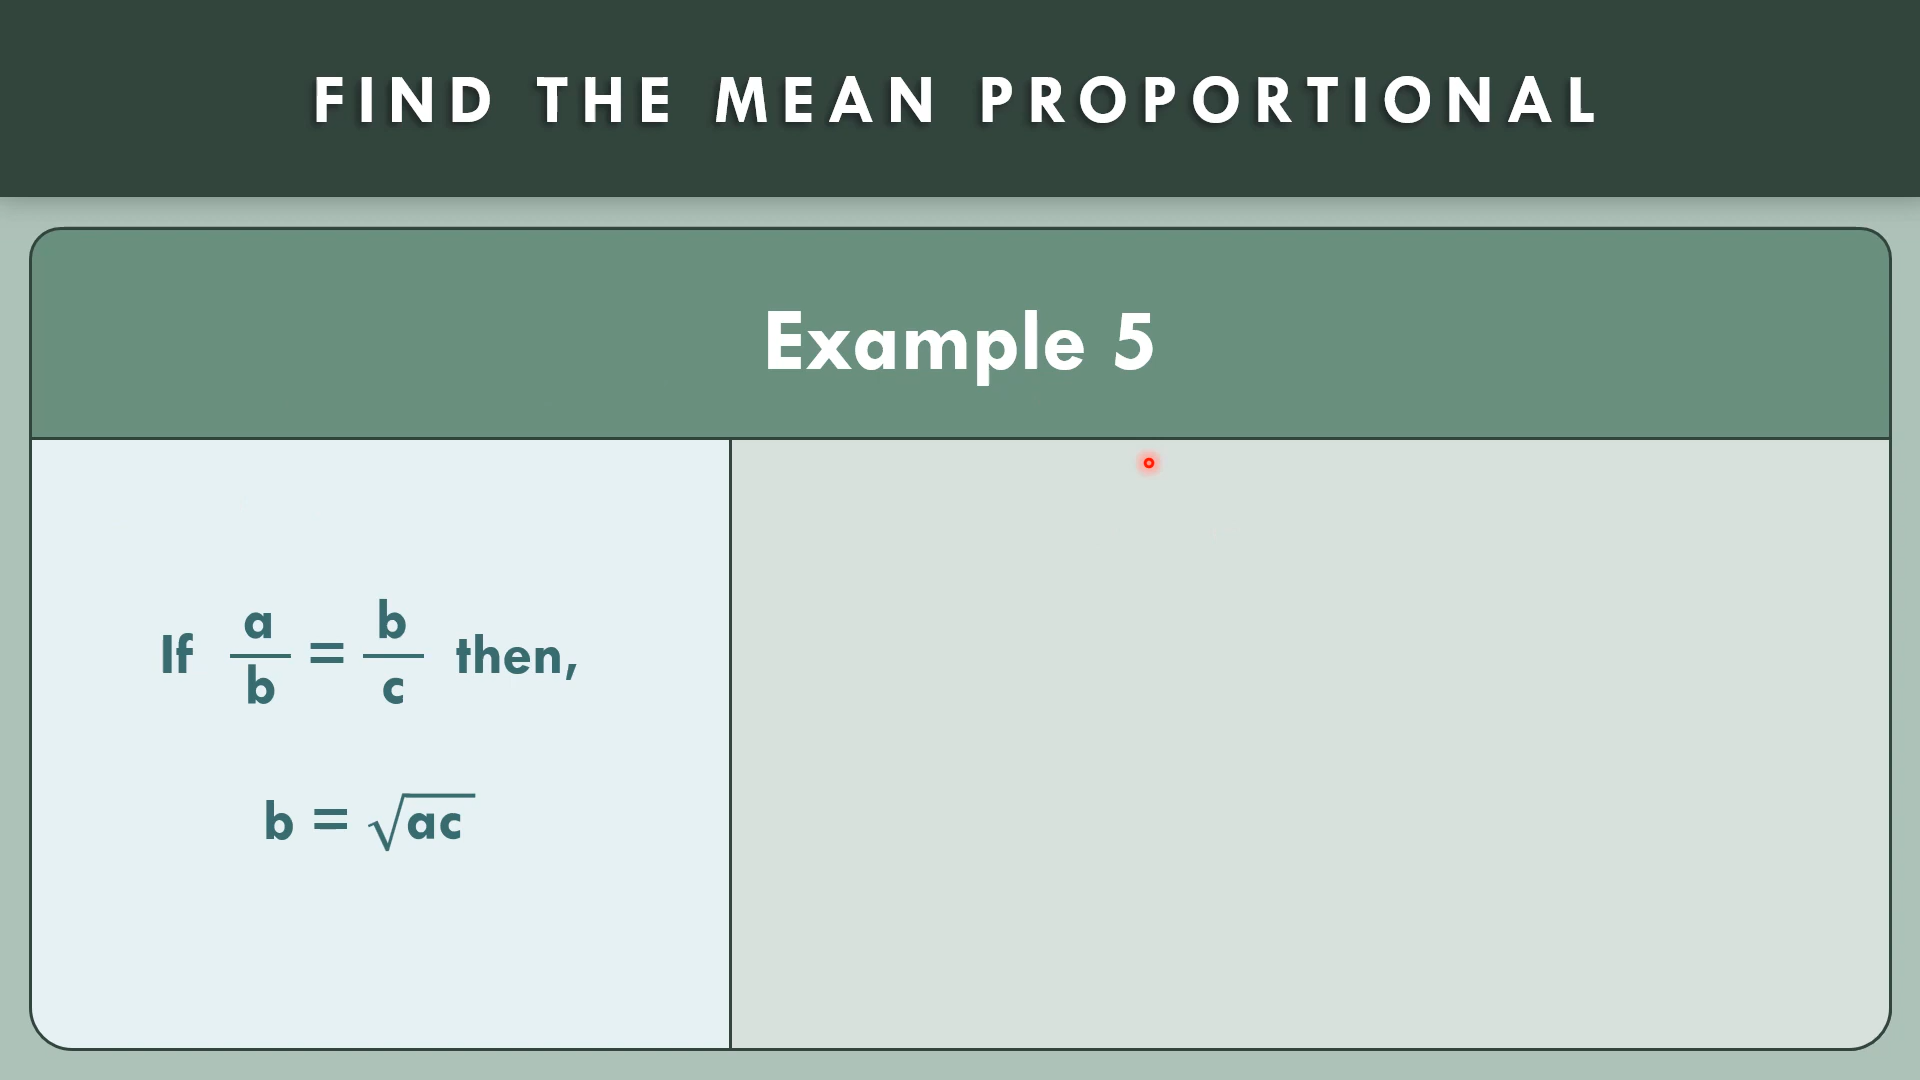 FIND THE MEAN PROPORTIONAL
Example 5
If a/b = b/c then,
b = √ac